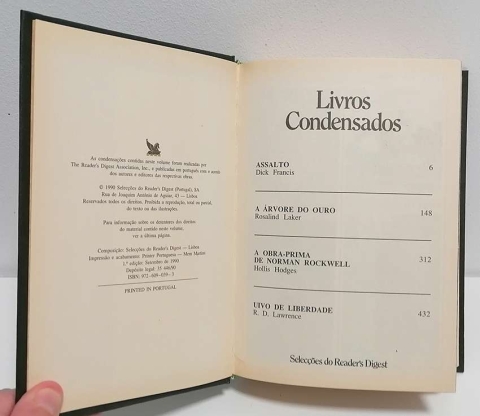 As condensações contidas neste volume foram realizadas por
The Reader's Digest Association, Inc., e publicadas em português com o acordo
dos autores e editores das respectivas obras.
© 1990 Selecções do Reader's Digest (Portugal), SA
Rua de Joaquim António de Aguiar, 43 — Lisboa
Reservados todos os direitos. Proibida a reprodução, total ou parcial,
do texto ou das ilustrações.
Para informação sobre os detentores dos direitos
do material contido neste volume,
ver a última página.
Composição: Selecções do Reader's Digest — Lisboa
Impressão e acabamento: Printer Portuguesa — Mem Martins
1.ª edição: Setembro de 1990
Depósito legal: 35
ISBN: 972-609-
PRINTED IN PORTUGAL
Livros
Condensados
ASSALTO 6
Dick Francis
A ÁRVORE DO OURO 148
Rosalind Laker
A OBRA-PRIMA 312
DE NORMAN ROCKWELL
Hollis Hodges
UIVO DE LIBERDADE 432
R. D. Lawrence
Selecções do Reader's Digest